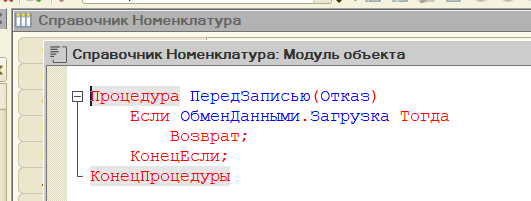 Справочник Номенклатура
Справочник Номенклатура: Модуль объекта
Процедура ПередЗаписью(Отказ)
Если ОбменДанными.Загрузка Тогда
Возврат;
КонецЕсли;
КонецПроцедуры